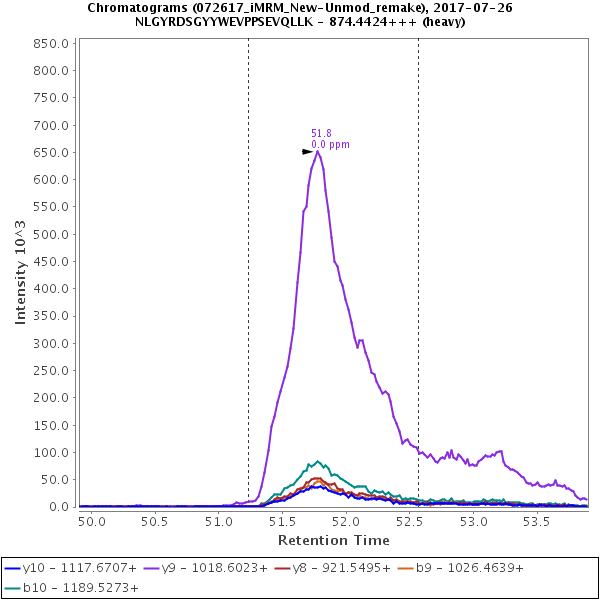 Chromatograms (072617_iMRM_New-Unmod_remake), 2017-07-26
NLGYRDSGYYWEVPPSEVQLLK - 874.4424+++ (heavy)
850.0
800.0
750.0
700.0
650.0
600.0
550.0
500.0
450.0
400.0
350.0
300.0
250.0
200.0
150.0
100.0
50.0
0.0
Intensity 10^3
51.8
0.0 ppm
50.0 50.5 51.0 51.5 52.0 52.5 53.0 53.5
Retention Time
y10 - 1117.6707+ y9 - 1018.6023+ y8 - 921.5495+ b9 - 1026.4639+
b10 - 1189.5273+